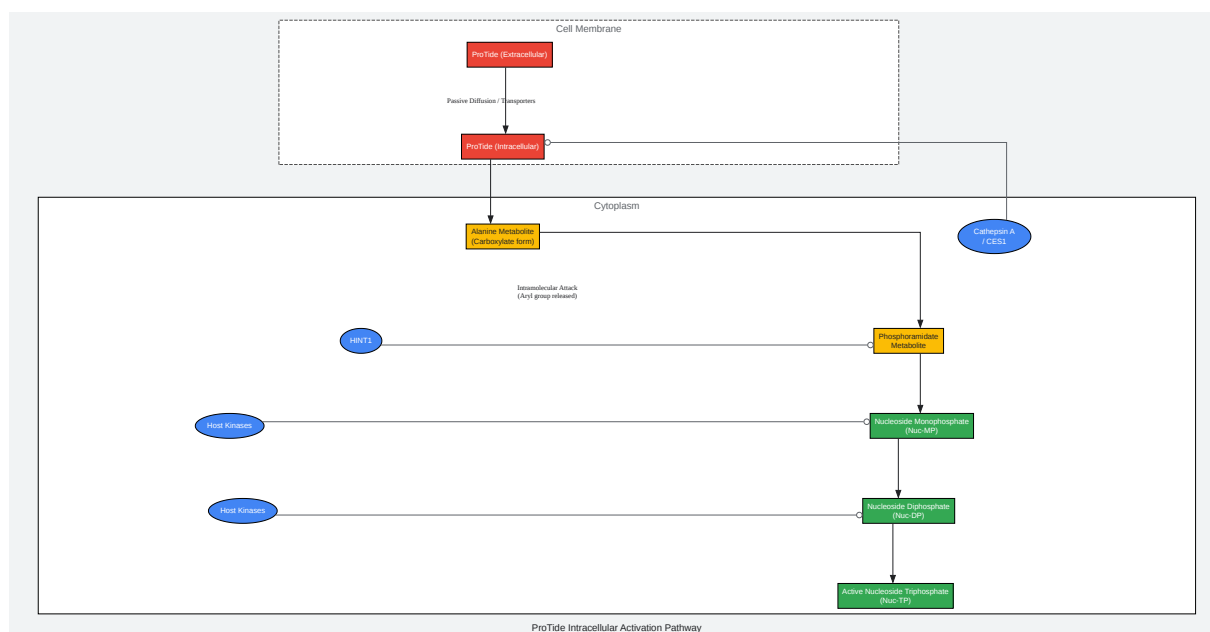 Cell Membrane
ProTide (Extracellular)
Passive Diffusion / Transporters
ProTide (Intracellular)
Cytoplasm
Alanine Metabolite
(Carboxylate form)
Cathepsin A
/ CES1
Intramolecular Attack
(Aryl group released)
HINT1
Phosphoramidate
Metabolite
Host Kinases
Nucleoside Monophosphate
(Nuc-MP)
Host Kinases
Nucleoside Diphosphate
(Nuc-DP)
Active Nucleoside Triphosphate
(Nuc-TP)
ProTide Intracellular Activation Pathway